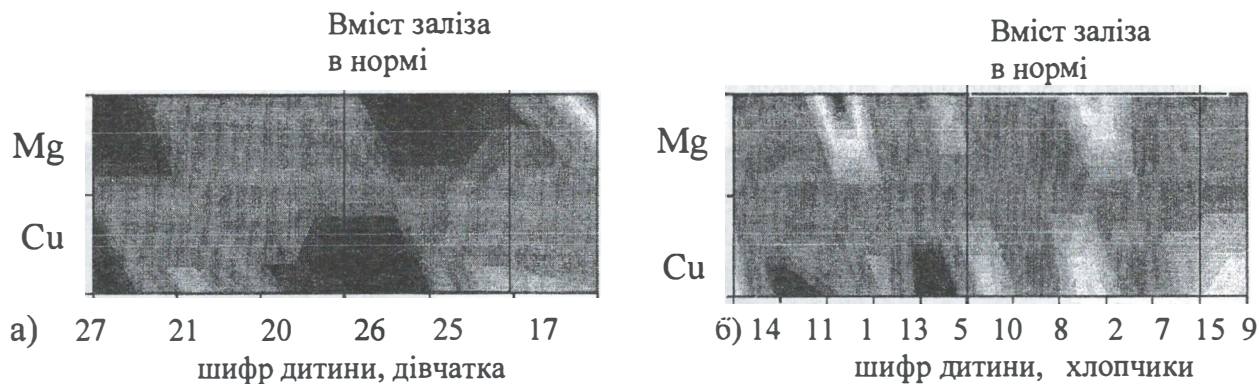 Вміст заліза
в нормі
Mg
Cu
а) 27 21 20 26 25 17
шифр дитини, дівчатка
Вміст заліза
в нормі
Mg
Cu
б) 14 11 1 13 5 10 8 2 7 15 9
шифр дитини, хлопчики